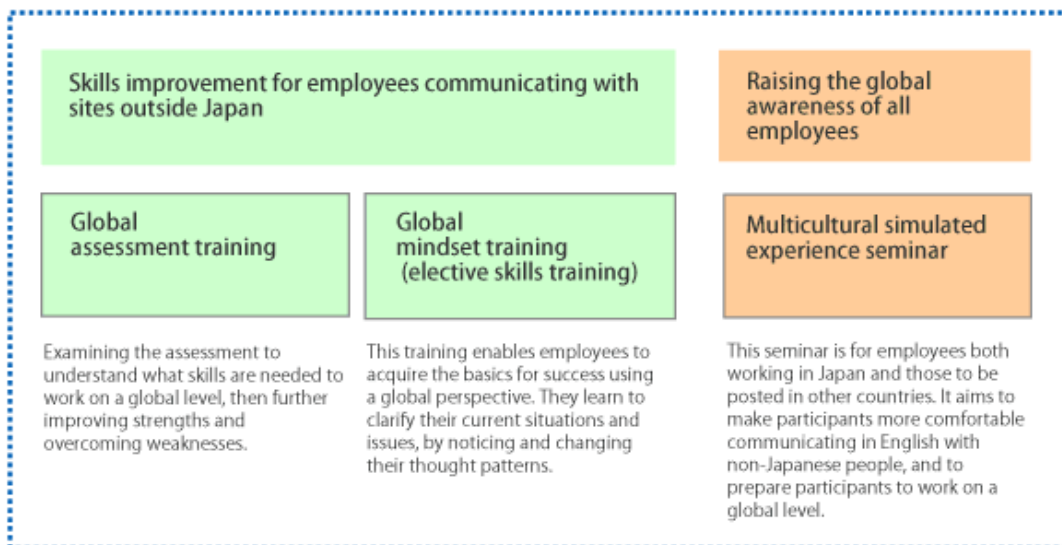 Skills improvement for employees communicating with
sites outside Japan
Raising the global
awareness of all
employees
Global
assessment training
Global
mindset training
(elective skills training)
Multicultural simulated
experience seminar
Examining the assessment to
understand what skills are needed to
work on a global level, then further
improving strengths and
overcoming weaknesses.
This training enables employees to
acquire the basics for success using
a global perspective. They learn to
clarify their current situations and
issues, by noticing and changing
their thought patterns.
This seminar is for employees both
working in Japan and those to be
posted in other countries. It aims to
make participants more comfortable
communicating in English with
non-Japanese people, and to
prepare participants to work on a
global level.